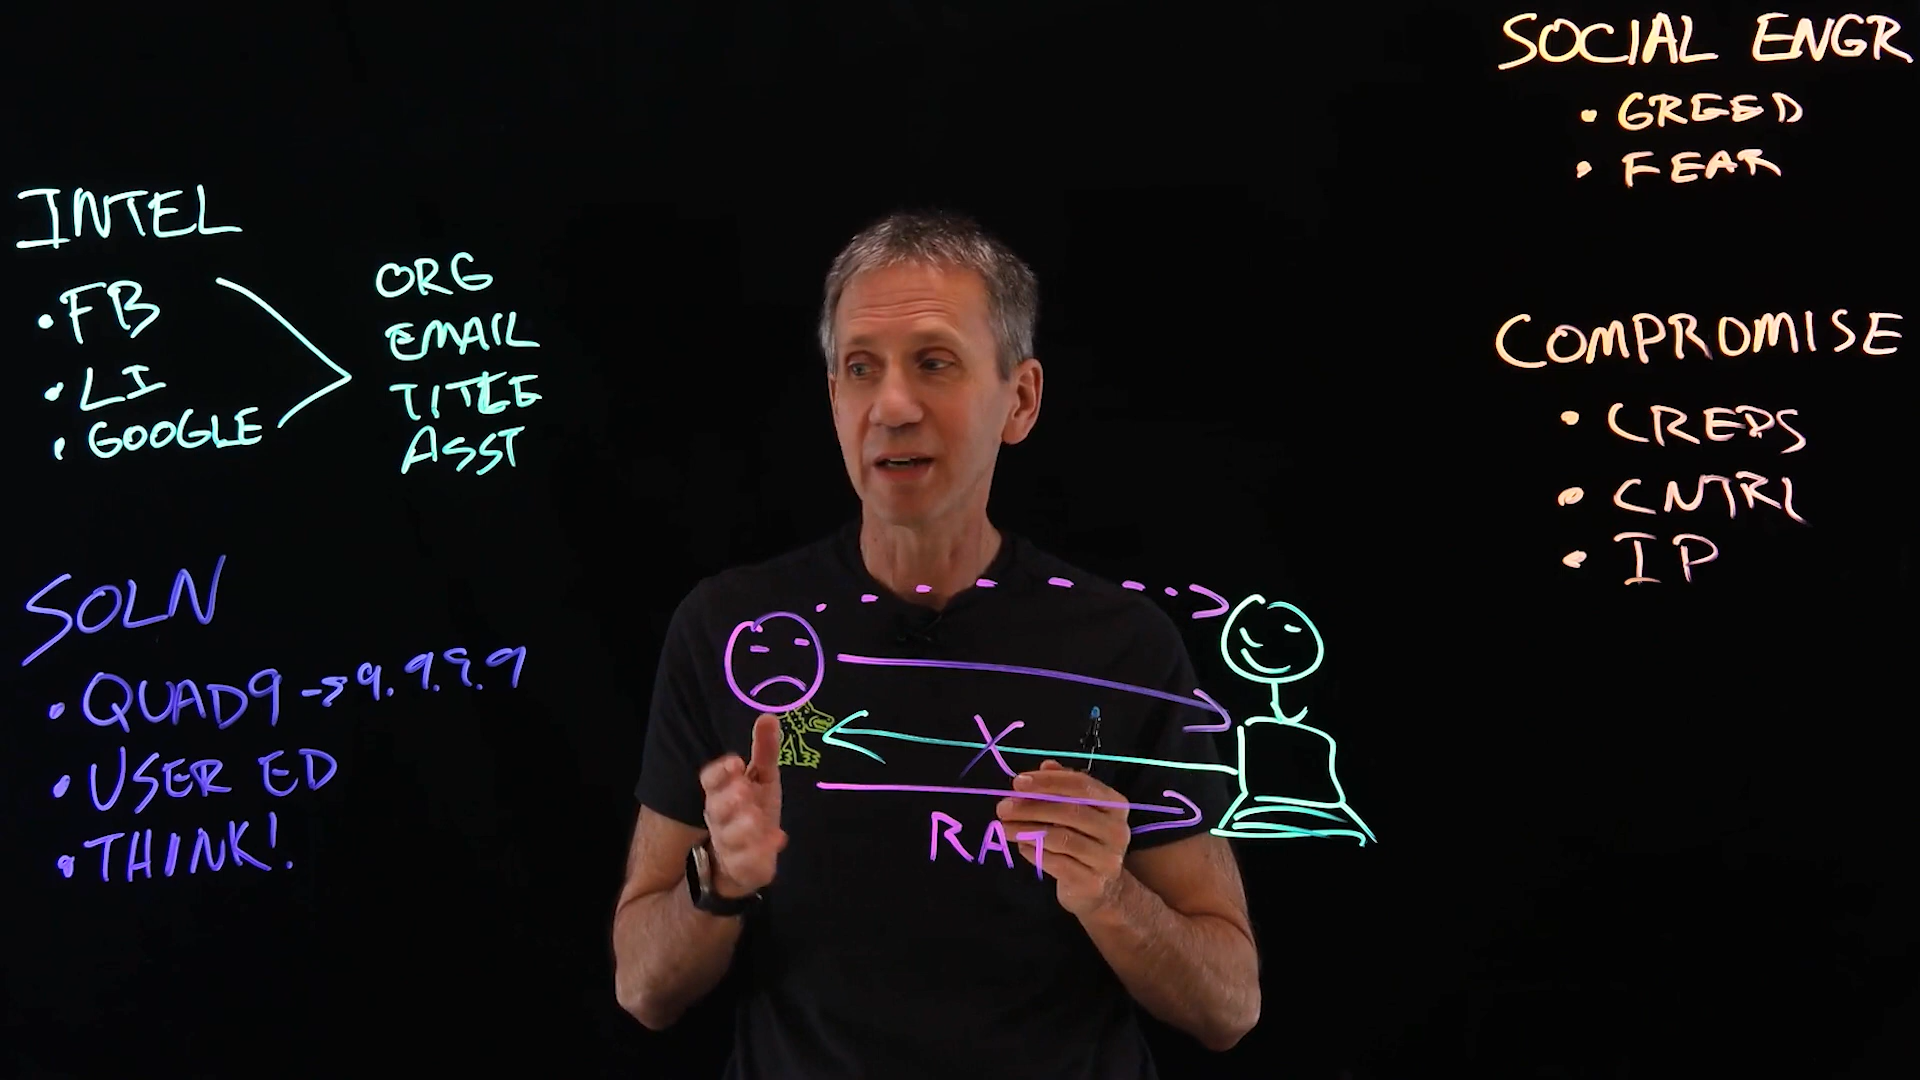 INTEL
• FB
• LI
• GOOGLE
ORG
EMAIL
TITLE
ASST
SOLN
• QUAD9 → 9.9.9.9
• USER ED
• THINK!
RAT
SOCIAL ENGR
• GREED
• FEAR
COMPROMISE
• CREDS
• CNTRL
• IP